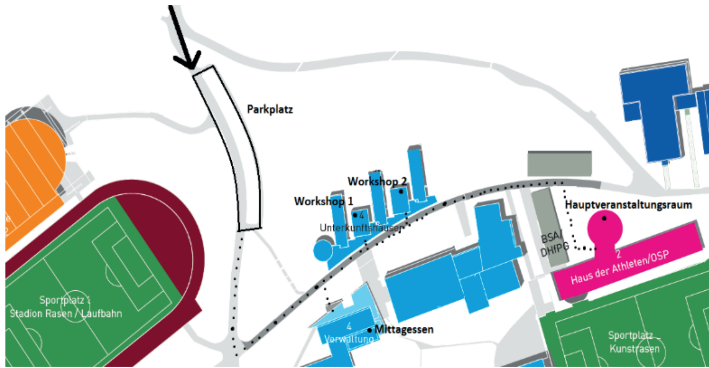 Parkplatz
Workshop 2
Workshop 1
4
Unterkunftshäuser
Hauptveranstaltungsraum
BSA/
DHfPG
2
Haus der Athleten/OSP
Sportplatz
Stadion Rasen / Laufbahn
4
Verwaltung
Mittagessen
Sportplatz
Kunstrasen